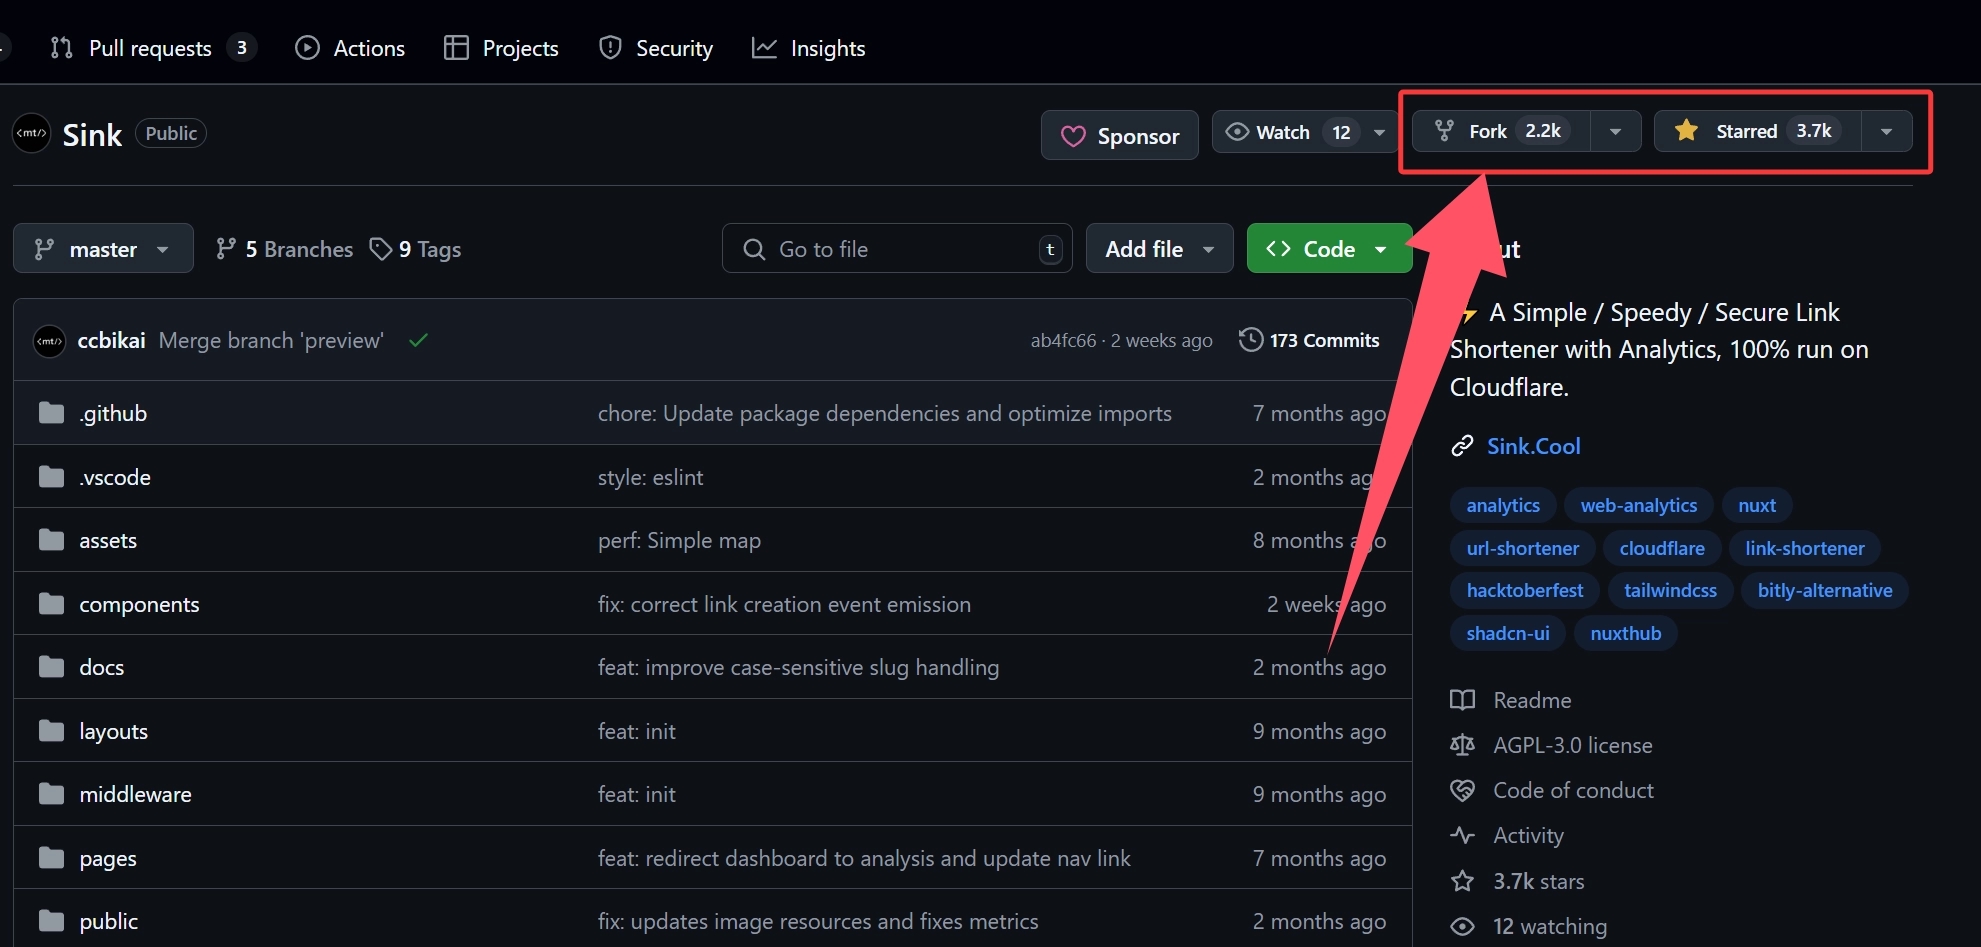 Pull requests 3 Actions Projects Security Insights
<mt/> Sink Public Sponsor Watch 12 Fork 2.2k Starred 3.7k
master 5 Branches 9 Tags Go to file t Add file Code
<mt/> ccbikai Merge branch 'preview' ab4fc66 · 2 weeks ago 173 Commits
.github chore: Update package dependencies and optimize imports 7 months ago
.vscode style: eslint 2 months
assets perf: Simple map 8 months
components fix: correct link creation event emission 2 weeks ago
docs feat: improve case-sensitive slug handling 2 months ago
layouts feat: init 9 months ago
middleware feat: init 9 months ago
pages feat: redirect dashboard to analysis and update nav link 7 months ago
public fix: updates image resources and fixes metrics 2 months ago
A Simple / Speedy / Secure Link
Shortener with Analytics, 100% run on
Cloudflare.
Sink.Cool
analytics web-analytics nuxt
url-shortener cloudflare link-shortener
hacktoberfest tailwindcss bitly-alternative
shadcn-ui nuxthub
Readme
AGPL-3.0 license
Code of conduct
Activity
3.7k stars
12 watching